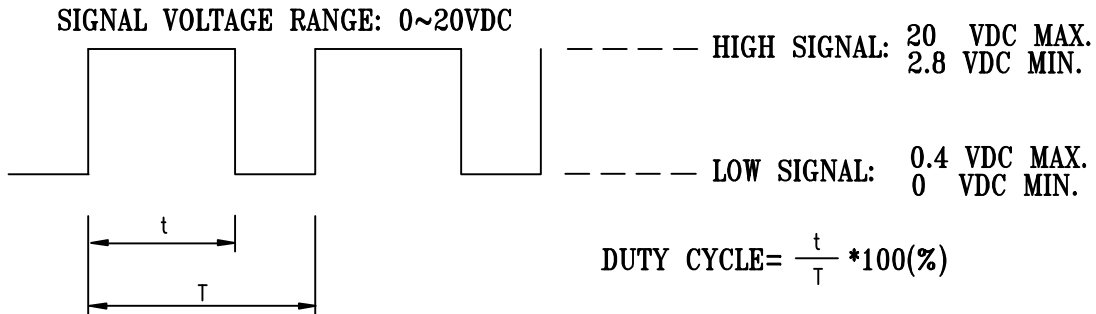 SIGNAL VOLTAGE RANGE: 0~20VDC
HIGH SIGNAL: 20 VDC MAX.
2.8 VDC MIN.
LOW SIGNAL: 0.4 VDC MAX.
0 VDC MIN.
t
T
DUTY CYCLE= t/T *100(%)